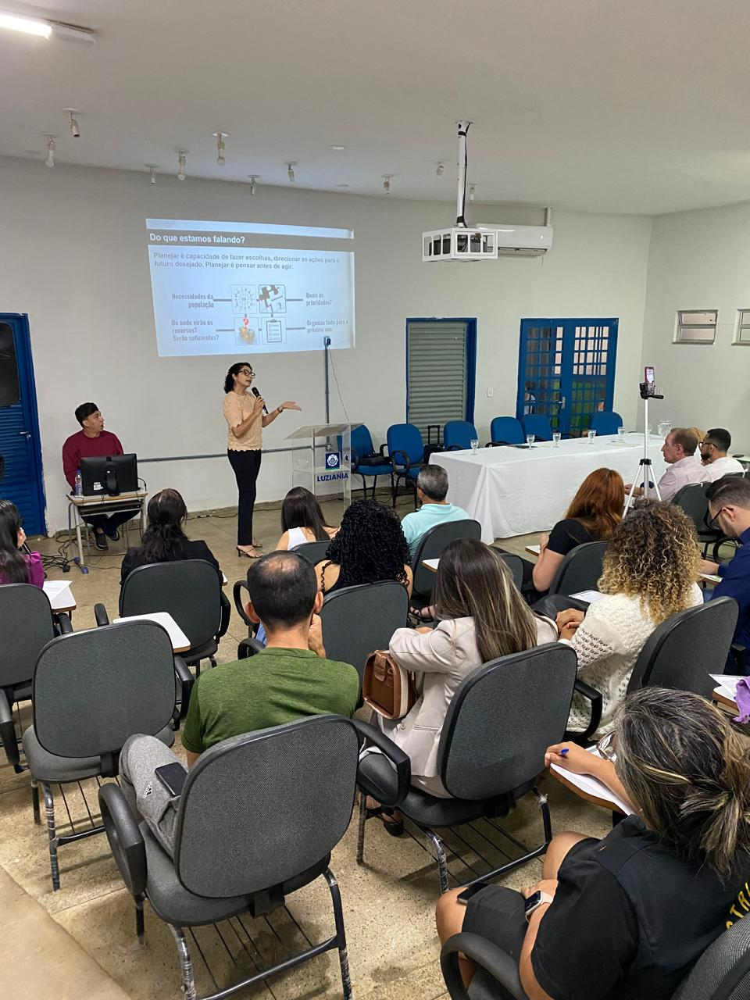 Do que estamos falando?
Planejar é capacidade de fazer escolhas, direcionar as ações para o
futuro desejado. Planejar é pensar antes de agir.
Necessidades da
população
Quais as
prioridades?
De onde virão os
recursos?
Serão suficientes?
Organiza tudo para o
próximo ano
LUZIÂNIA